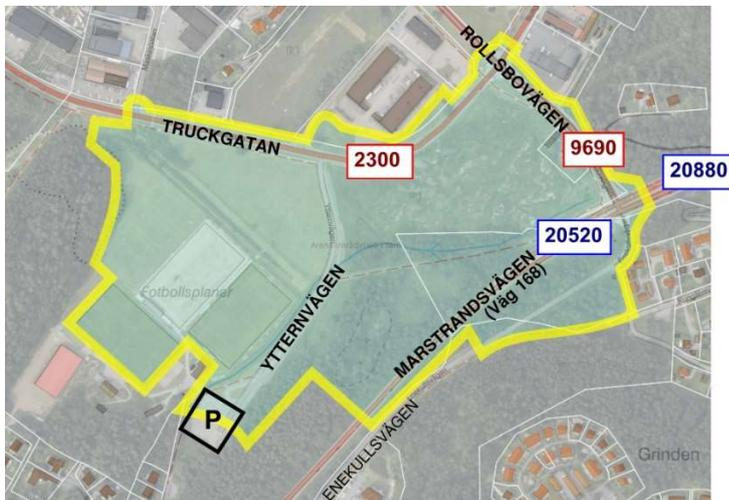 ROLLSBOVÄGEN
TRUCKGATAN
2300
9690
20880
20520
Fotbollsplaner
YTTERNVÄGEN
MARSTRANDSVÄGEN
(Väg 168)
P
ENEKULLSVÄGEN
Grinden